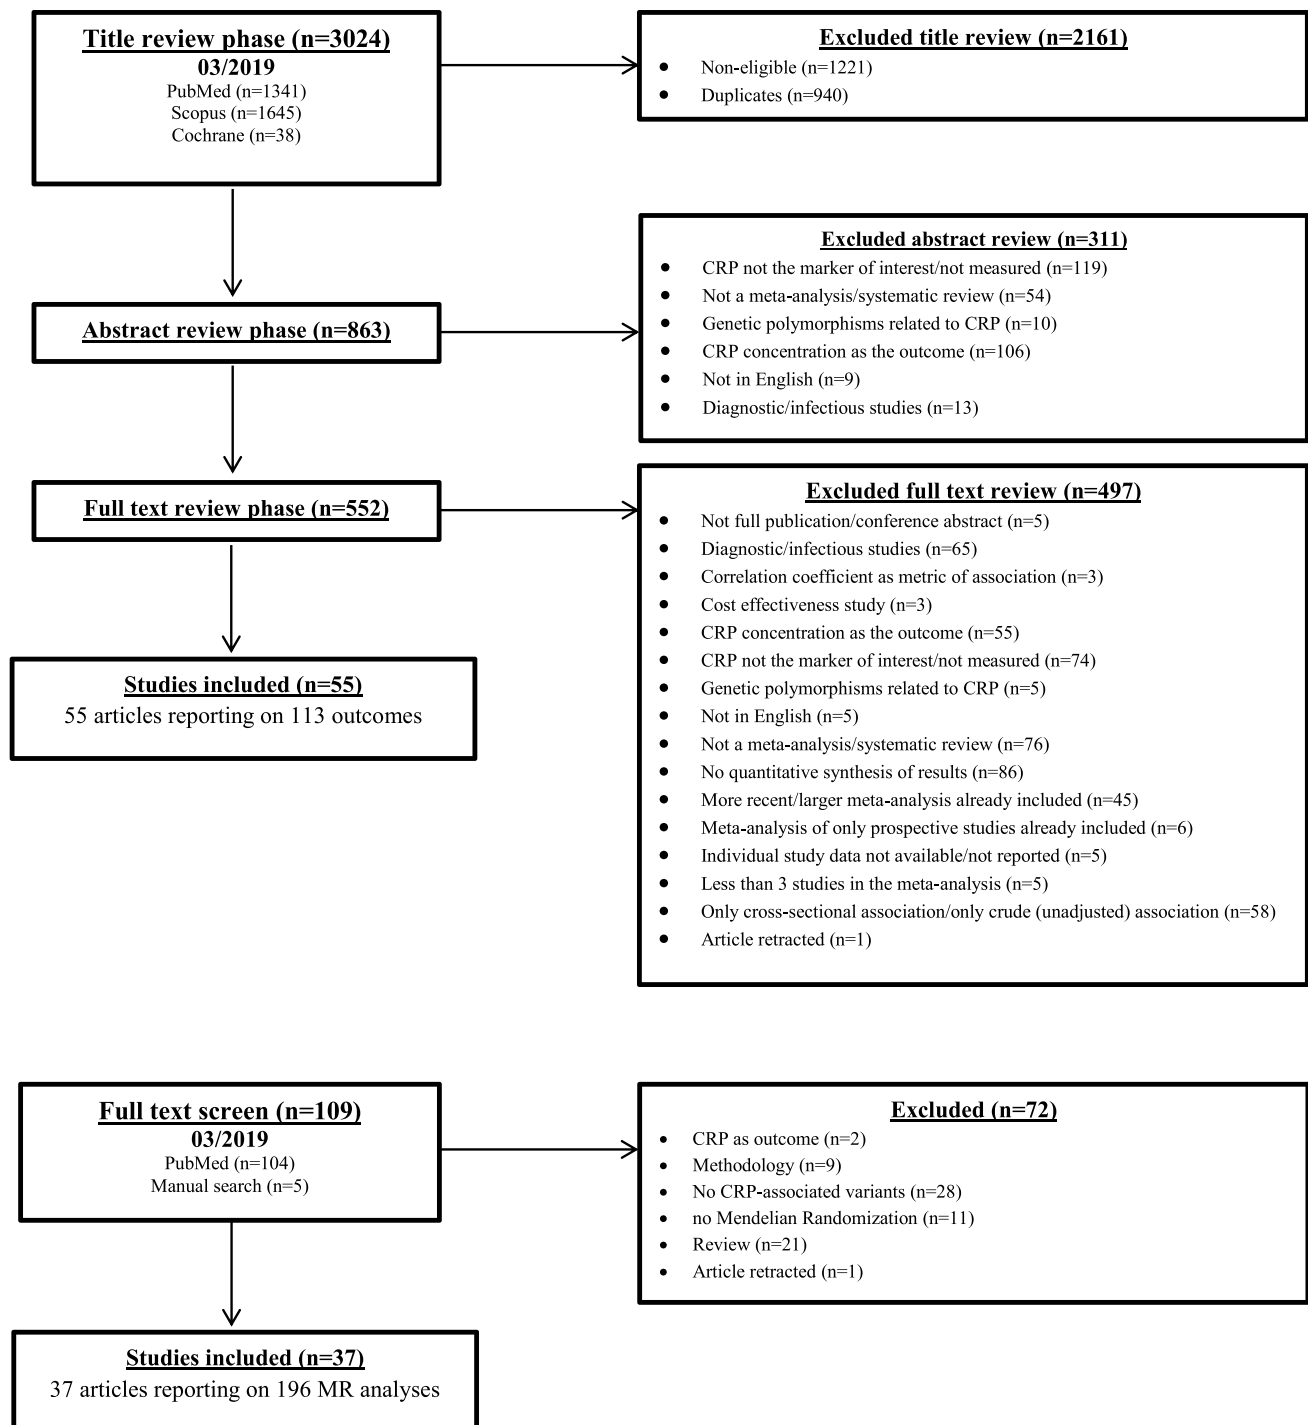 Title review phase (n=3024)
03/2019
PubMed (n=1341)
Scopus (n=1645)
Cochrane (n=38)
Excluded title review (n=2161)
• Non-eligible (n=1221)
• Duplicates (n=940)
Abstract review phase (n=863)
Excluded abstract review (n=311)
• CRP not the marker of interest/not measured (n=119)
• Not a meta-analysis/systematic review (n=54)
• Genetic polymorphisms related to CRP (n=10)
• CRP concentration as the outcome (n=106)
• Not in English (n=9)
• Diagnostic/infectious studies (n=13)
Full text review phase (n=552)
Excluded full text review (n=497)
• Not full publication/conference abstract (n=5)
• Diagnostic/infectious studies (n=65)
• Correlation coefficient as metric of association (n=3)
• Cost effectiveness study (n=3)
• CRP concentration as the outcome (n=55)
• CRP not the marker of interest/not measured (n=74)
• Genetic polymorphisms related to CRP (n=5)
• Not in English (n=5)
• Not a meta-analysis/systematic review (n=76)
• No quantitative synthesis of results (n=86)
• More recent/larger meta-analysis already included (n=45)
• Meta-analysis of only prospective studies already included (n=6)
• Individual study data not available/not reported (n=5)
• Less than 3 studies in the meta-analysis (n=5)
• Only cross-sectional association/only crude (unadjusted) association (n=58)
• Article retracted (n=1)
Studies included (n=55)
55 articles reporting on 113 outcomes
Full text screen (n=109)
03/2019
PubMed (n=104)
Manual search (n=5)
Excluded (n=72)
• CRP as outcome (n=2)
• Methodology (n=9)
• No CRP-associated variants (n=28)
• no Mendelian Randomization (n=11)
• Review (n=21)
• Article retracted (n=1)
Studies included (n=37)
37 articles reporting on 196 MR analyses